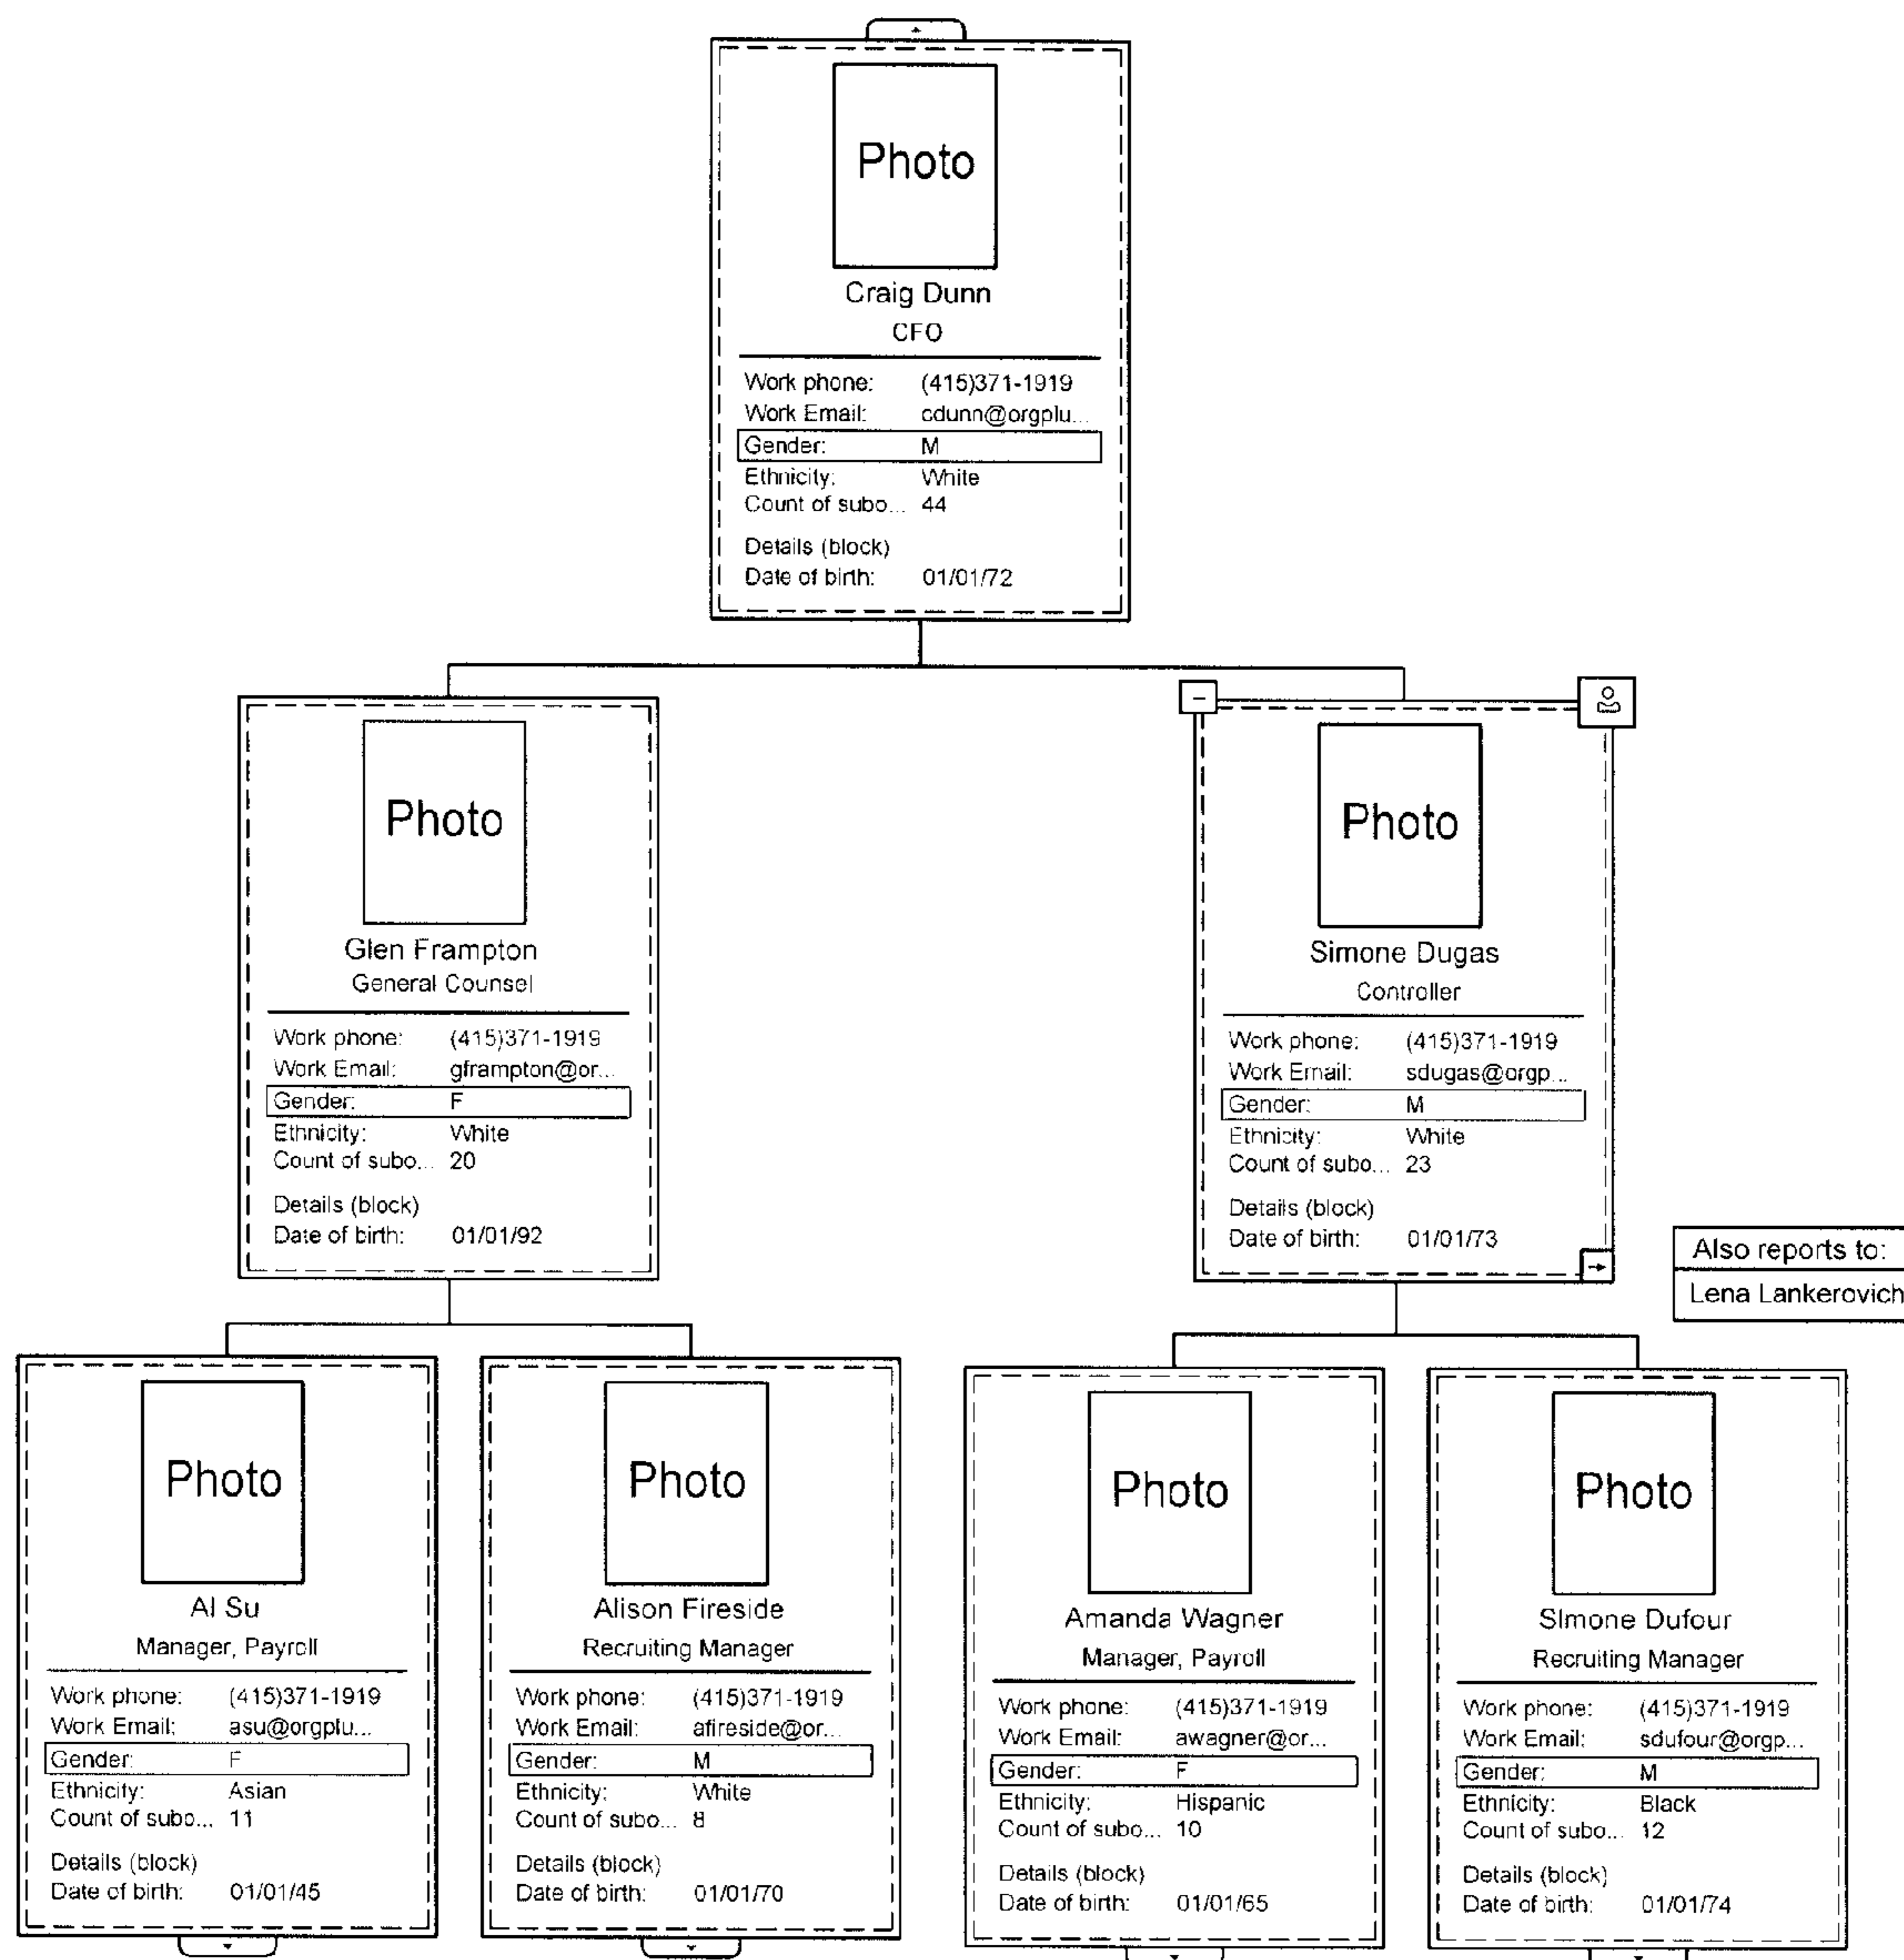 Photo
Craig Dunn
CFO
Work phone: (415)371-1919
Work Email: cdunn@orgplu...
Gender: M
Ethnicity: White
Count of subo... 44
Details (block)
Date of birth: 01/01/72
Photo
Glen Frampton
General Counsel
Work phone: (415)371-1919
Work Email: gframpton@or...
Gender: F
Ethnicity: White
Count of subo... 20
Details (block)
Date of birth: 01/01/92
Photo
Simone Dugas
Controller
Work phone: (415)371-1919
Work Email: sdugas@orgp...
Gender: M
Ethnicity: White
Count of subo... 23
Details (block)
Date of birth: 01/01/73
Also reports to:
Lena Lankerovich
Photo
Al Su
Manager, Payroll
Work phone: (415)371-1919
Work Email: asu@orgplu...
Gender: F
Ethnicity: Asian
Count of subo... 11
Details (block)
Date of birth: 01/01/45
Photo
Alison Fireside
Recruiting Manager
Work phone: (415)371-1919
Work Email: afireside@or...
Gender: M
Ethnicity: White
Count of subo... 8
Details (block)
Date of birth: 01/01/70
Photo
Amanda Wagner
Manager, Payroll
Work phone: (415)371-1919
Work Email: awagner@or...
Gender: F
Ethnicity: Hispanic
Count of subo... 10
Details (block)
Date of birth: 01/01/65
Photo
SImone Dufour
Recruiting Manager
Work phone: (415)371-1919
Work Email: sdufour@orgp...
Gender: M
Ethnicity: Black
Count of subo... 12
Details (block)
Date of birth: 01/01/74